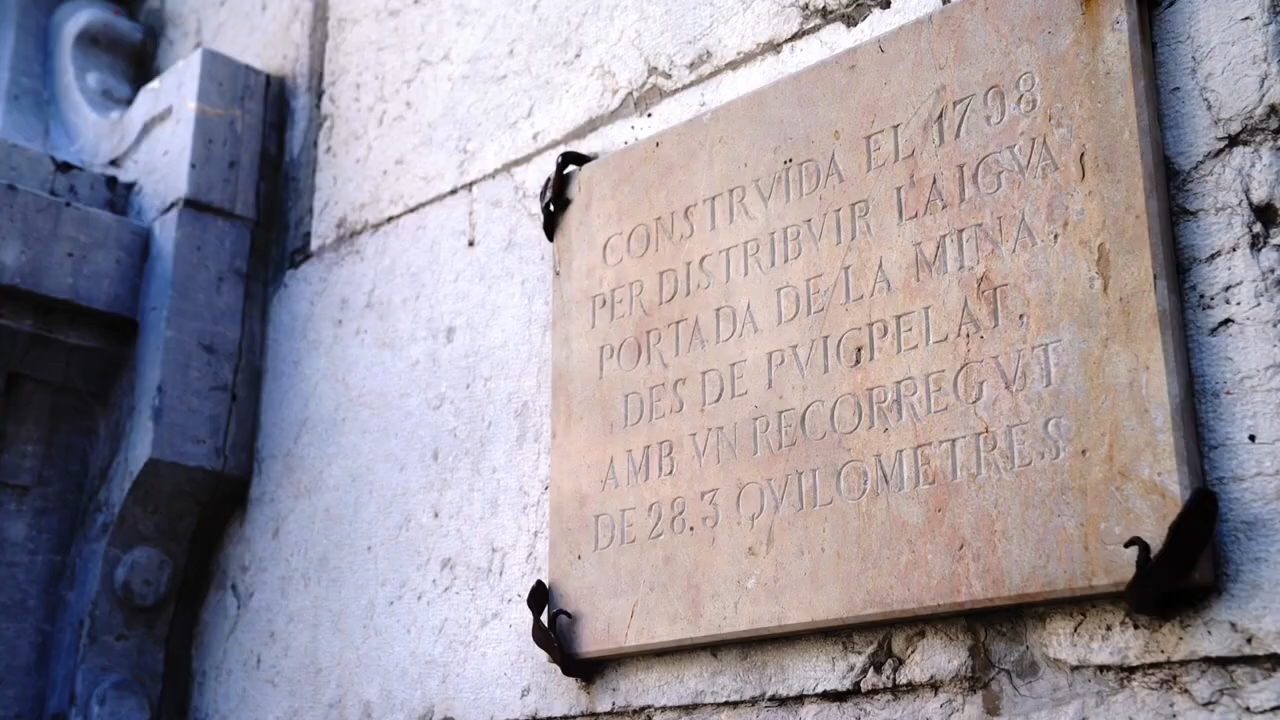 CONSTRVÏDA EL 1798
PER DISTRIBVIR LAIGVA
PORTADA DE LA MINA
DES DE PVIGPELAT,
AMB VN RECORREGVT
DE 28.3 QVILOMETRES